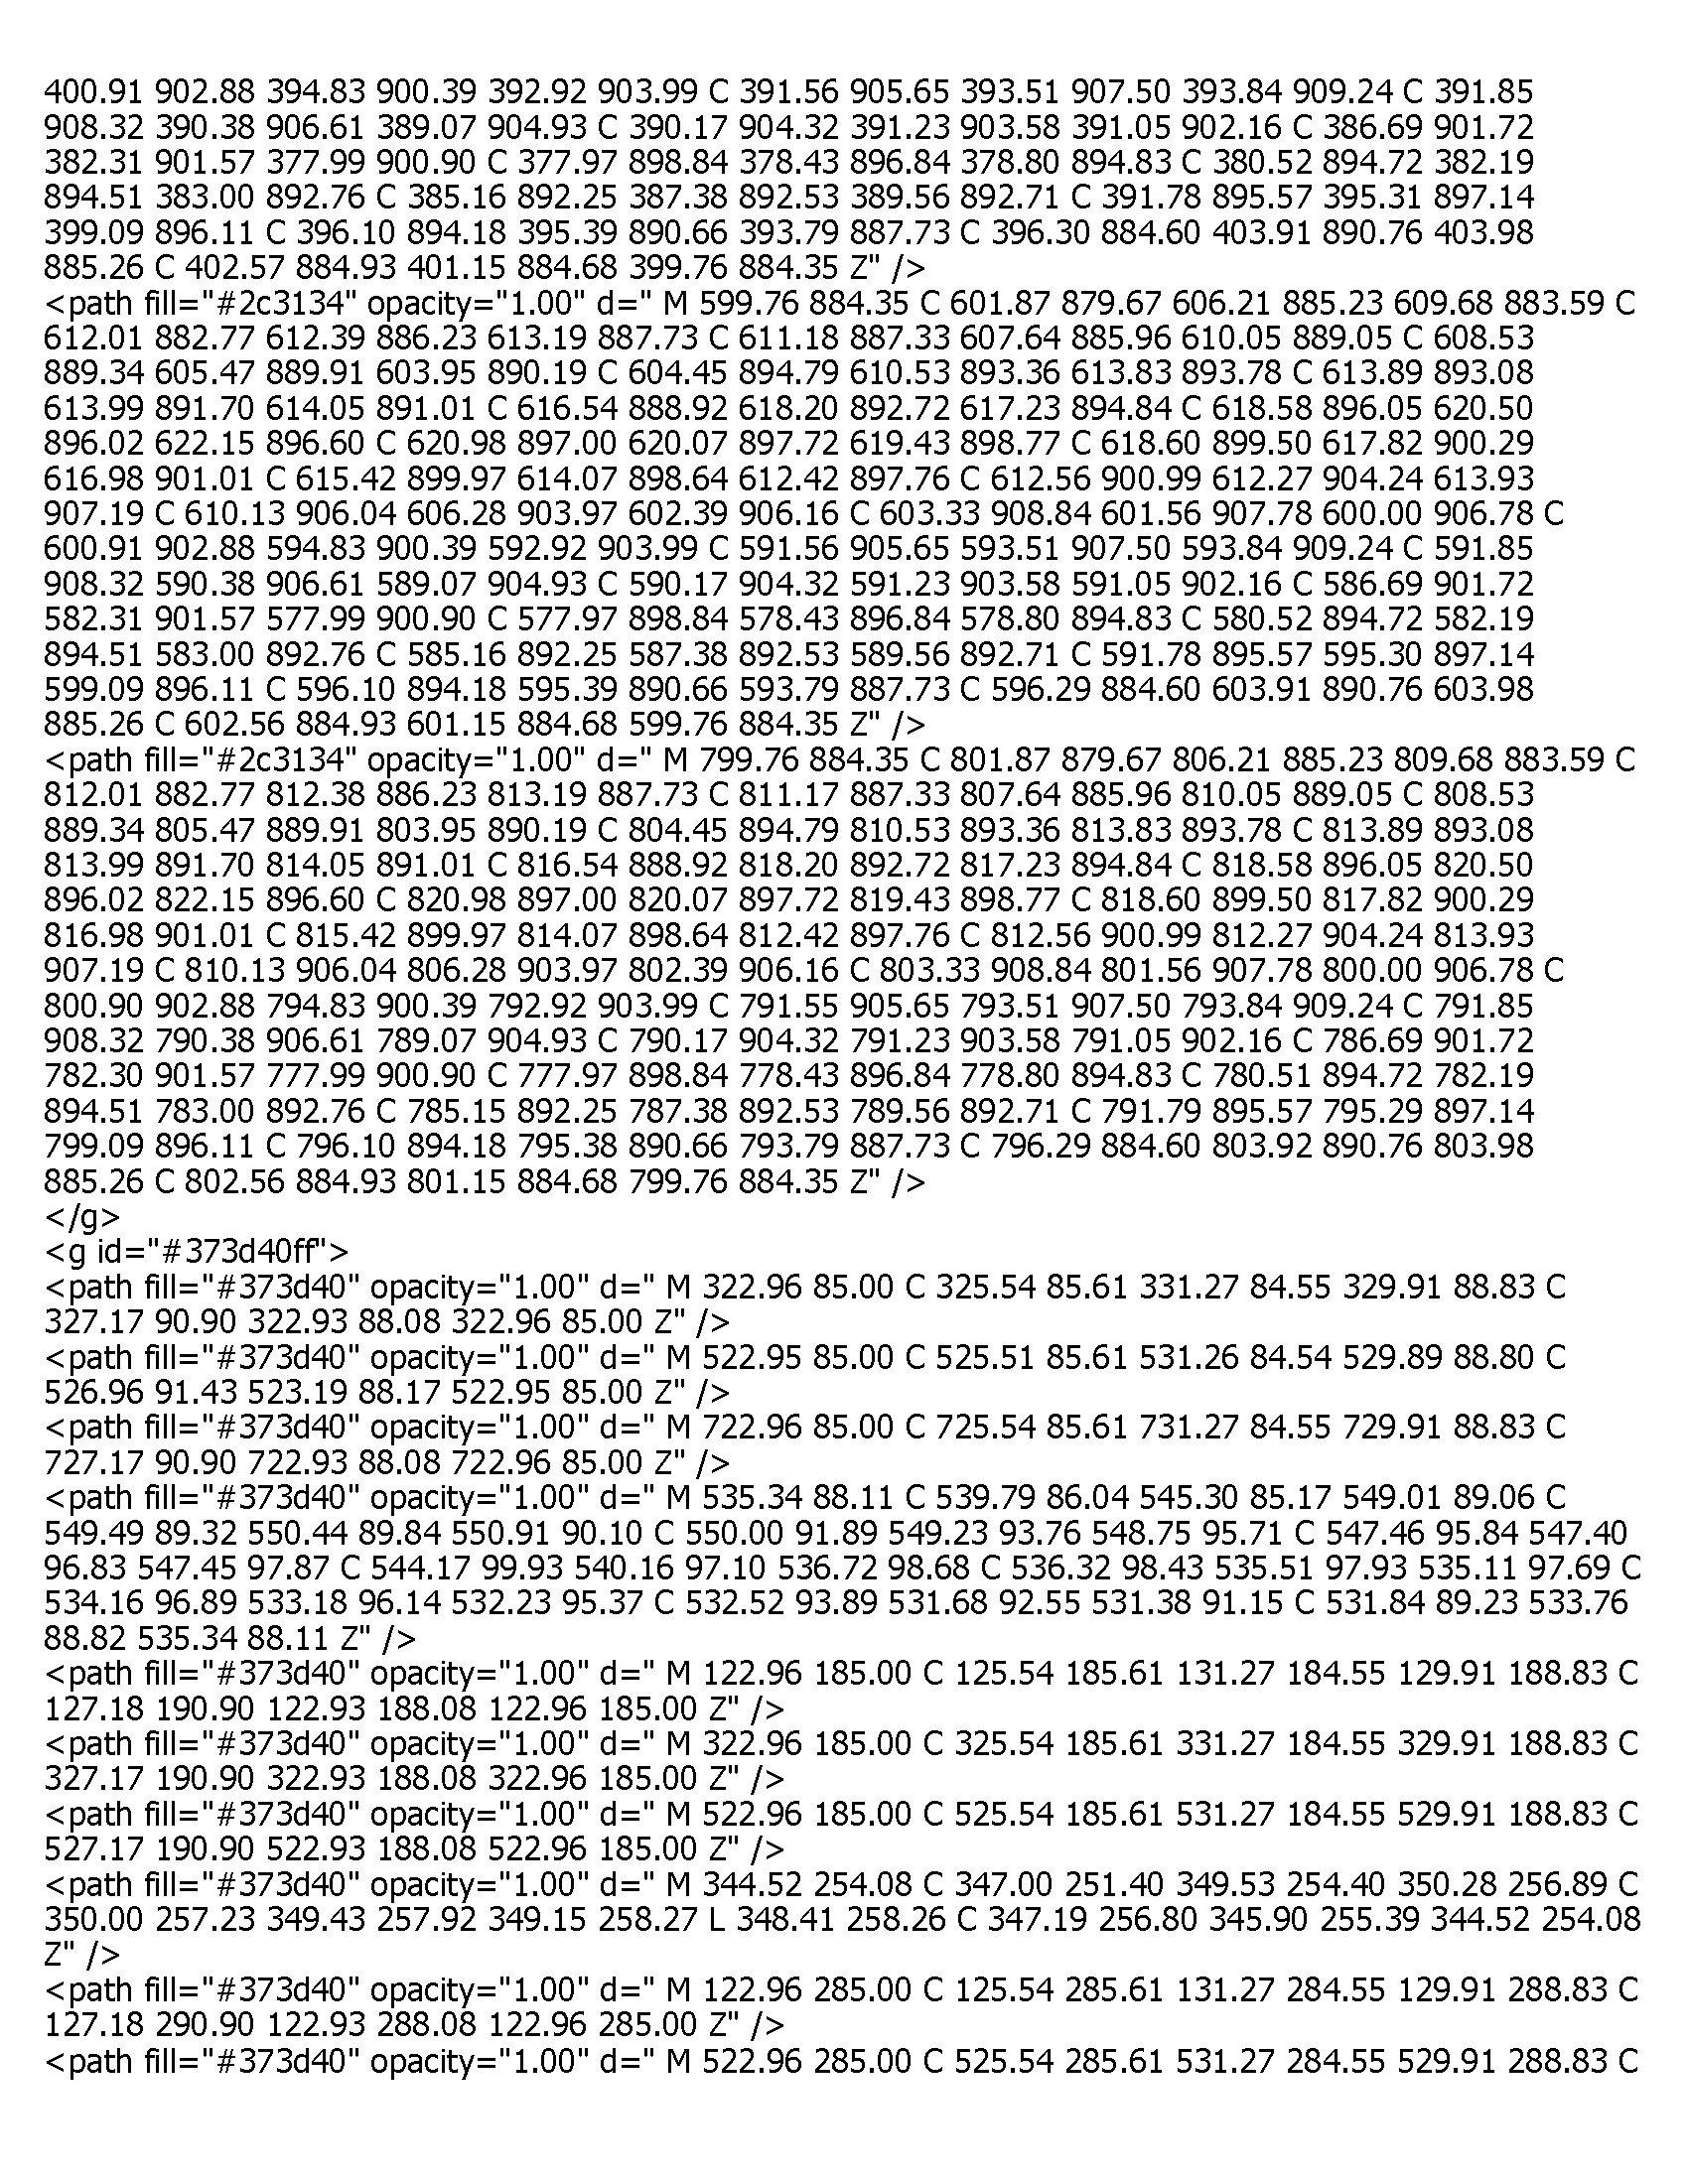 400.91 902.88 394.83 900.39 392.92 903.99 C 391.56 905.65 393.51 907.50 393.84 909.24 C 391.85
908.32 390.38 906.61 389.07 904.93 C 390.17 904.32 391.23 903.58 391.05 902.16 C 386.69 901.72
382.31 901.57 377.99 900.90 C 377.97 898.84 378.43 896.84 378.80 894.83 C 380.52 894.72 382.19
894.51 383.00 892.76 C 385.16 892.25 387.38 892.53 389.56 892.71 C 391.78 895.57 395.31 897.14
399.09 896.11 C 396.10 894.18 395.39 890.66 393.79 887.73 C 396.30 884.60 403.91 890.76 403.98
885.26 C 402.57 884.93 401.15 884.68 399.76 884.35 Z" />
<path fill="#2c3134" opacity="1.00" d=" M 599.76 884.35 C 601.87 879.67 606.21 885.23 609.68 883.59 C
612.01 882.77 612.39 886.23 613.19 887.73 C 611.18 887.33 607.64 885.96 610.05 889.05 C 608.53
889.34 605.47 889.91 603.95 890.19 C 604.45 894.79 610.53 893.36 613.83 893.78 C 613.89 893.08
613.99 891.70 614.05 891.01 C 616.54 888.92 618.20 892.72 617.23 894.84 C 618.58 896.05 620.50
896.02 622.15 896.60 C 620.98 897.00 620.07 897.72 619.43 898.77 C 618.60 899.50 617.82 900.29
616.98 901.01 C 615.42 899.97 614.07 898.64 612.42 897.76 C 612.56 900.99 612.27 904.24 613.93
907.19 C 610.13 906.04 606.28 903.97 602.39 906.16 C 603.33 908.84 601.56 907.78 600.00 906.78 C
600.91 902.88 594.83 900.39 592.92 903.99 C 591.56 905.65 593.51 907.50 593.84 909.24 C 591.85
908.32 590.38 906.61 589.07 904.93 C 590.17 904.32 591.23 903.58 591.05 902.16 C 586.69 901.72
582.31 901.57 577.99 900.90 C 577.97 898.84 578.43 896.84 578.80 894.83 C 580.52 894.72 582.19
894.51 583.00 892.76 C 585.16 892.25 587.38 892.53 589.56 892.71 C 591.78 895.57 595.30 897.14
599.09 896.11 C 596.10 894.18 595.39 890.66 593.79 887.73 C 596.29 884.60 603.91 890.76 603.98
885.26 C 602.56 884.93 601.15 884.68 599.76 884.35 Z" />
<path fill="#2c3134" opacity="1.00" d=" M 799.76 884.35 C 801.87 879.67 806.21 885.23 809.68 883.59 C
812.01 882.77 812.38 886.23 813.19 887.73 C 811.17 887.33 807.64 885.96 810.05 889.05 C 808.53
889.34 805.47 889.91 803.95 890.19 C 804.45 894.79 810.53 893.36 813.83 893.78 C 813.89 893.08
813.99 891.70 814.05 891.01 C 816.54 888.92 818.20 892.72 817.23 894.84 C 818.58 896.05 820.50
896.02 822.15 896.60 C 820.98 897.00 820.07 897.72 819.43 898.77 C 818.60 899.50 817.82 900.29
816.98 901.01 C 815.42 899.97 814.07 898.64 812.42 897.76 C 812.56 900.99 812.27 904.24 813.93
907.19 C 810.13 906.04 806.28 903.97 802.39 906.16 C 803.33 908.84 801.56 907.78 800.00 906.78 C
800.90 902.88 794.83 900.39 792.92 903.99 C 791.55 905.65 793.51 907.50 793.84 909.24 C 791.85
908.32 790.38 906.61 789.07 904.93 C 790.17 904.32 791.23 903.58 791.05 902.16 C 786.69 901.72
782.30 901.57 777.99 900.90 C 777.97 898.84 778.43 896.84 778.80 894.83 C 780.51 894.72 782.19
894.51 783.00 892.76 C 785.15 892.25 787.38 892.53 789.56 892.71 C 791.79 895.57 795.29 897.14
799.09 896.11 C 796.10 894.18 795.38 890.66 793.79 887.73 C 796.29 884.60 803.92 890.76 803.98
885.26 C 802.56 884.93 801.15 884.68 799.76 884.35 Z" />
</g>
<g id="#373d40ff">
<path fill="#373d40" opacity="1.00" d=" M 322.96 85.00 C 325.54 85.61 331.27 84.55 329.91 88.83 C
327.17 90.90 322.93 88.08 322.96 85.00 Z" />
<path fill="#373d40" opacity="1.00" d=" M 522.95 85.00 C 525.51 85.61 531.26 84.54 529.89 88.80 C
526.96 91.43 523.19 88.17 522.95 85.00 Z" />
<path fill="#373d40" opacity="1.00" d=" M 722.96 85.00 C 725.54 85.61 731.27 84.55 729.91 88.83 C
727.17 90.90 722.93 88.08 722.96 85.00 Z" />
<path fill="#373d40" opacity="1.00" d=" M 535.34 88.11 C 539.79 86.04 545.30 85.17 549.01 89.06 C
549.49 89.32 550.44 89.84 550.91 90.10 C 550.00 91.89 549.23 93.76 548.75 95.71 C 547.46 95.84 547.40
96.83 547.45 97.87 C 544.17 99.93 540.16 97.10 536.72 98.68 C 536.32 98.43 535.51 97.93 535.11 97.69 C
534.16 96.89 533.18 96.14 532.23 95.37 C 532.52 93.89 531.68 92.55 531.38 91.15 C 531.84 89.23 533.76
88.82 535.34 88.11 Z" />
<path fill="#373d40" opacity="1.00" d=" M 122.96 185.00 C 125.54 185.61 131.27 184.55 129.91 188.83 C
127.18 190.90 122.93 188.08 122.96 185.00 Z" />
<path fill="#373d40" opacity="1.00" d=" M 322.96 185.00 C 325.54 185.61 331.27 184.55 329.91 188.83 C
327.17 190.90 322.93 188.08 322.96 185.00 Z" />
<path fill="#373d40" opacity="1.00" d=" M 522.96 185.00 C 525.54 185.61 531.27 184.55 529.91 188.83 C
527.17 190.90 522.93 188.08 522.96 185.00 Z" />
<path fill="#373d40" opacity="1.00" d=" M 344.52 254.08 C 347.00 251.40 349.53 254.40 350.28 256.89 C
350.00 257.23 349.43 257.92 349.15 258.27 L 348.41 258.26 C 347.19 256.80 345.90 255.39 344.52 254.08
Z" />
<path fill="#373d40" opacity="1.00" d=" M 122.96 285.00 C 125.54 285.61 131.27 284.55 129.91 288.83 C
127.18 290.90 122.93 288.08 122.96 285.00 Z" />
<path fill="#373d40" opacity="1.00" d=" M 522.96 285.00 C 525.54 285.61 531.27 284.55 529.91 288.83 C